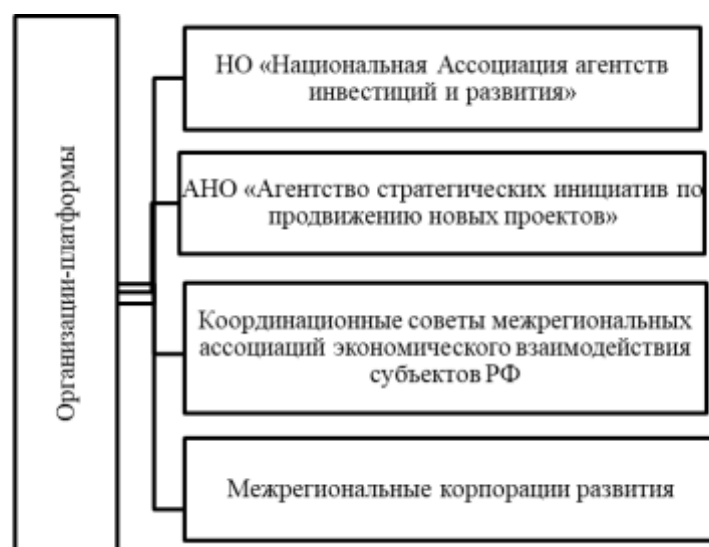 Организации-платформы
НО «Национальная Ассоциация агентств
инвестиций и развития»
АНО «Агентство стратегических инициатив по
продвижению новых проектов»
Координационные советы межрегиональных
ассоциаций экономического взаимодействия
субъектов РФ
Межрегиональные корпорации развития